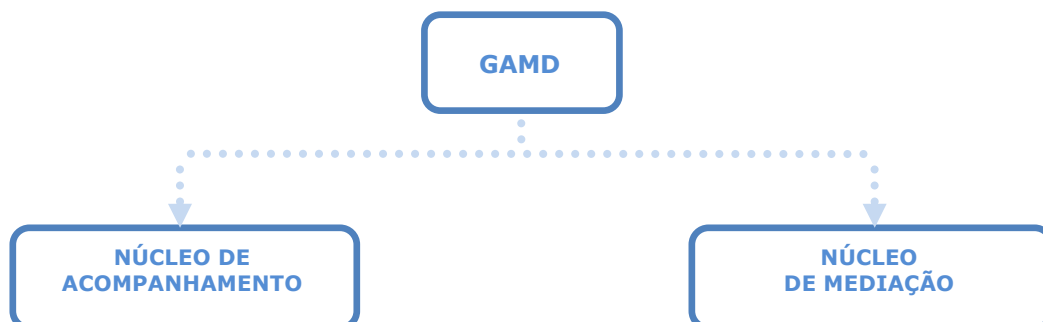 GAMD
NÚCLEO DE
ACOMPANHAMENTO
NÚCLEO
DE MEDIAÇÃO